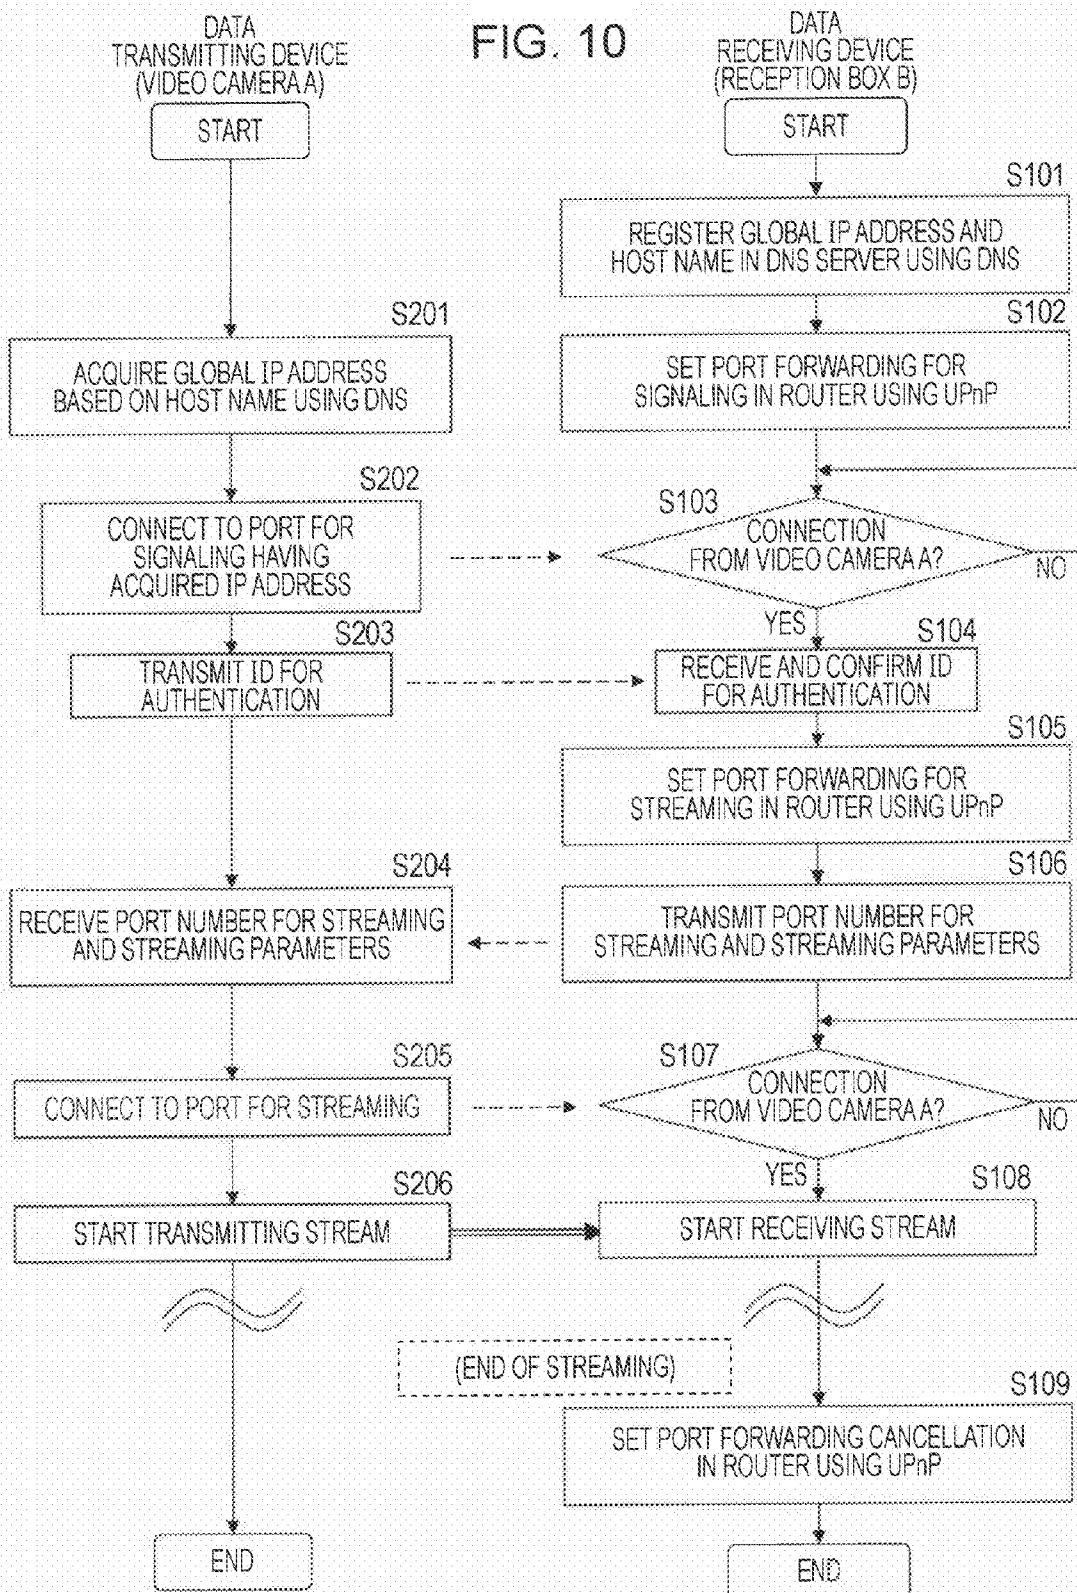 FIG. 10
DATA
TRANSMITTING DEVICE
(VIDEO CAMERA A)
START
S201
ACQUIRE GLOBAL IP ADDRESS
BASED ON HOST NAME USING DNS
S202
CONNECT TO PORT FOR
SIGNALING HAVING
ACQUIRED IP ADDRESS
S203
TRANSMIT ID FOR
AUTHENTICATION
S204
RECEIVE PORT NUMBER FOR STREAMING
AND STREAMING PARAMETERS
S205
CONNECT TO PORT FOR STREAMING
S206
START TRANSMITTING STREAM
(END OF STREAMING)
END
DATA
RECEIVING DEVICE
(RECEPTION BOX B)
START
S101
REGISTER GLOBAL IP ADDRESS AND
HOST NAME IN DNS SERVER USING DNS
S102
SET PORT FORWARDING FOR
SIGNALING IN ROUTER USING UPnP
S103
CONNECTION
FROM VIDEO CAMERA A?
NO
YES
S104
RECEIVE AND CONFIRM ID
FOR AUTHENTICATION
S105
SET PORT FORWARDING FOR
STREAMING IN ROUTER USING UPnP
S106
TRANSMIT PORT NUMBER FOR
STREAMING AND STREAMING PARAMETERS
S107
CONNECTION
FROM VIDEO CAMERA A?
NO
YES
S108
START RECEIVING STREAM
S109
SET PORT FORWARDING CANCELLATION
IN ROUTER USING UPnP
END